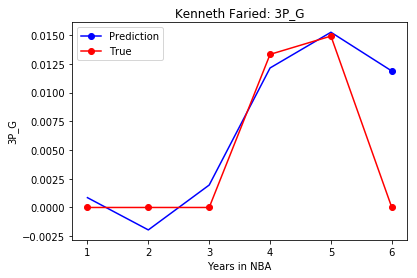 Kenneth Faried: 3P_G
Prediction
True
0.0150
0.0125
0.0100
0.0075
0.0050
0.0025
0.0000
−0.0025
3P_G
1 2 3 4 5 6
Years in NBA